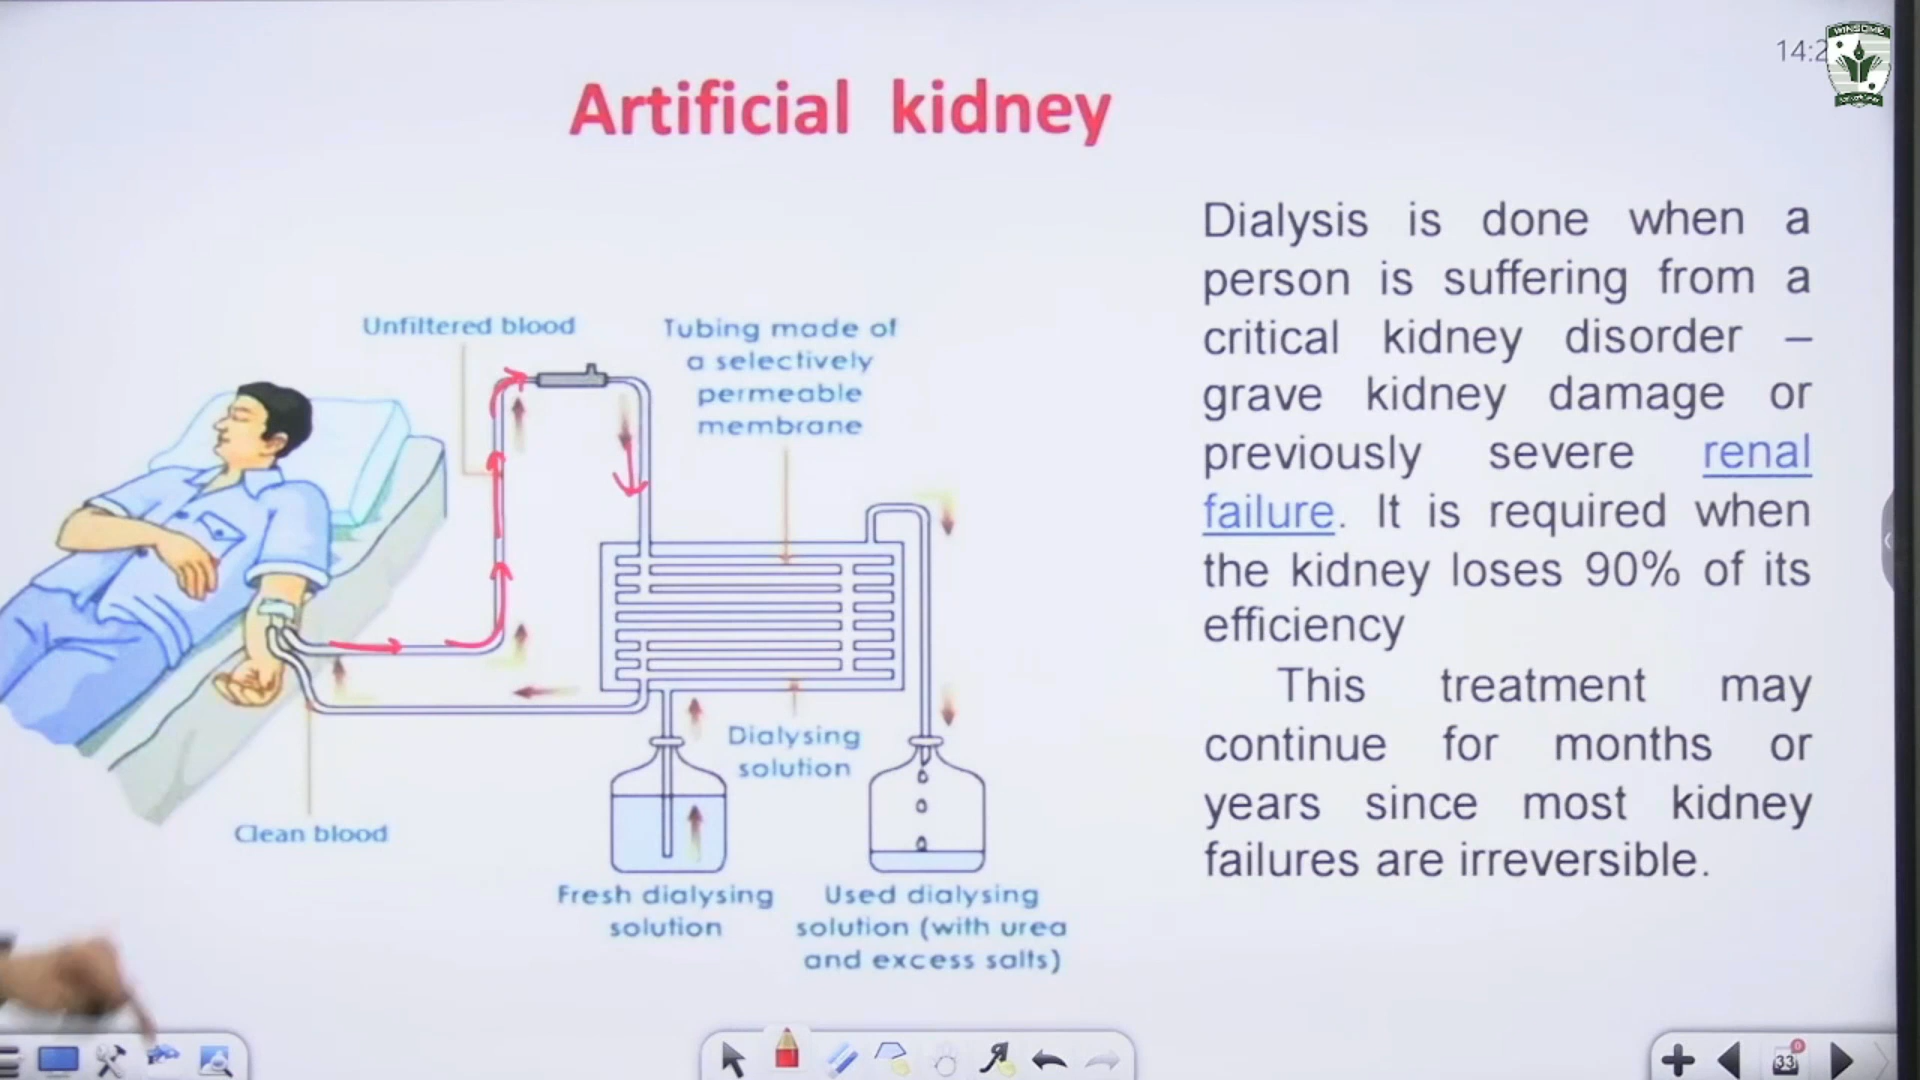 14:2
WINSOME
Artificial kidney
Dialysis is done when a
person is suffering from a
critical kidney disorder –
grave kidney damage or
previously severe renal
failure. It is required when
the kidney loses 90% of its
efficiency
This treatment may
continue for months or
years since most kidney
failures are irreversible.
Unfiltered blood
Tubing made of
a selectively
permeable
membrane
Dialysing
solution
Clean blood
Fresh dialysing
solution
Used dialysing
solution (with urea
and excess salts)
33
0